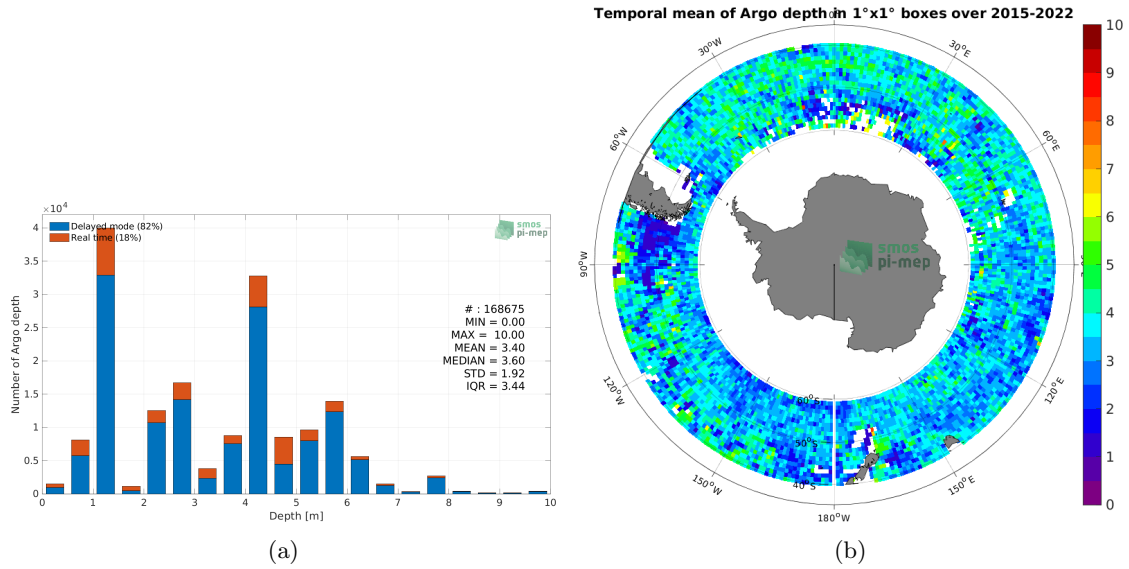 Temporal mean of Argo depth in 1°x1° boxes over 2015-2022
×10⁴
4
3.5
3
2.5
2
1.5
1
0.5
0
Number of Argo depth
Delayed mode (82%)
Real time (18%)
smos
pi-mep
# : 168675
MIN = 0.00
MAX = 10.00
MEAN = 3.40
MEDIAN = 3.60
STD = 1.92
IQR = 3.44
0 1 2 3 4 5 6 7 8 9 10
Depth [m]
30°W
30°E
60°W
60°E
90°W
120°W
120°E
150°W
150°E
180°W
60°S
50°S
40°S
smos
pi-mep
10
9
8
7
6
5
4
3
2
1
0
(a)
(b)